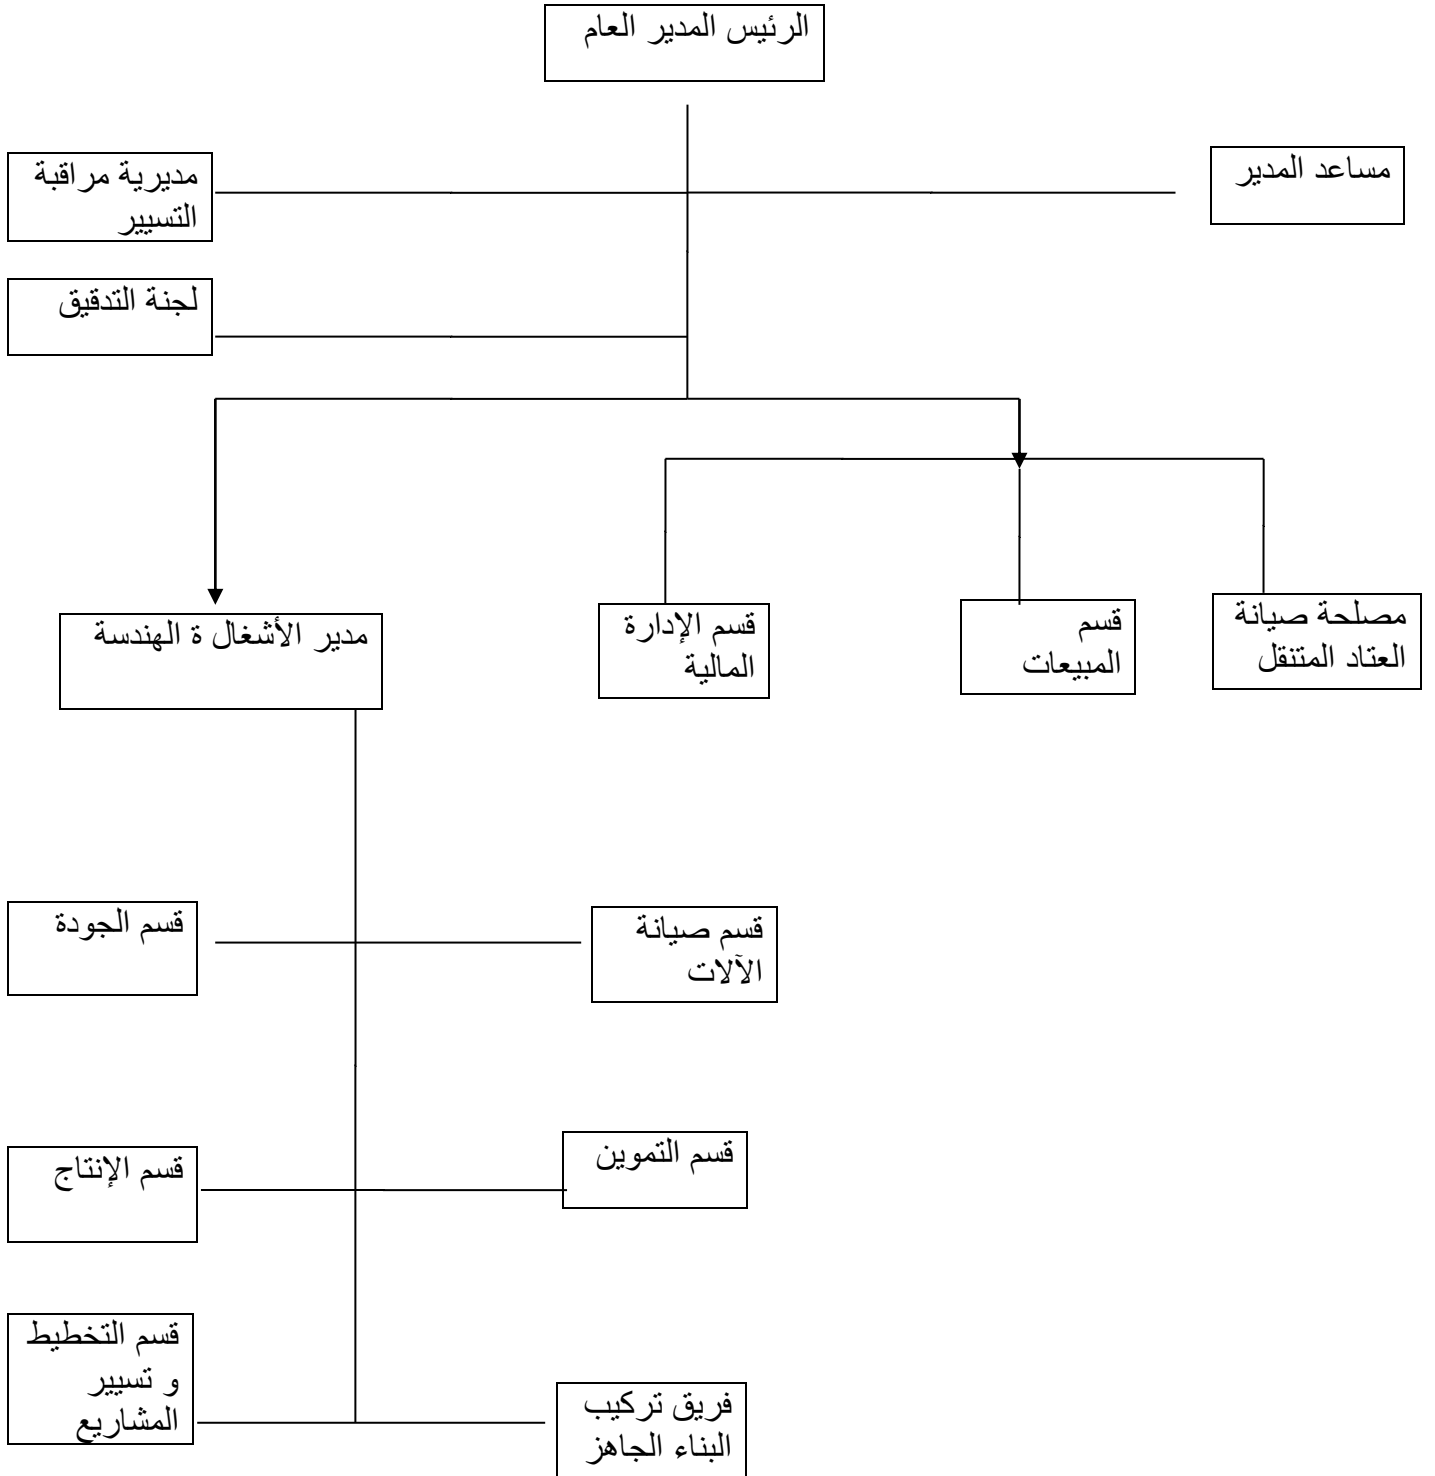 الرئيس المدير العام
مساعد المدير
مديرية مراقبة
التسيير
لجنة التدقيق
مصلحة صيانة
العتاد المتنقل
قسم
المبيعات
قسم الإدارة
المالية
مدير الأشغال ة الهندسة
قسم صيانة
الآلات
قسم الجودة
قسم التموين
قسم الإنتاج
فريق تركيب
البناء الجاهز
قسم التخطيط
و تسيير
المشاريع